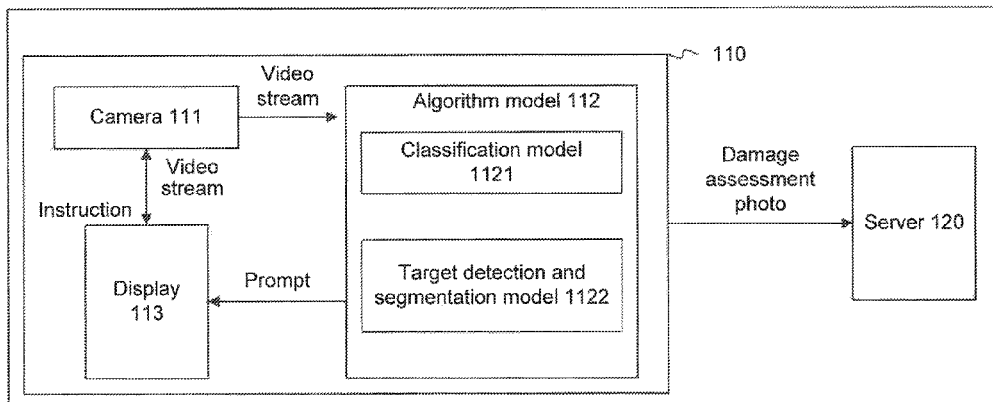 110
Video
stream
Algorithm model 112
Camera 111
Classification model
1121
Video
stream
Instruction
Damage
assessment
photo
Server 120
Target detection and
segmentation model 1122
Prompt
Display
113